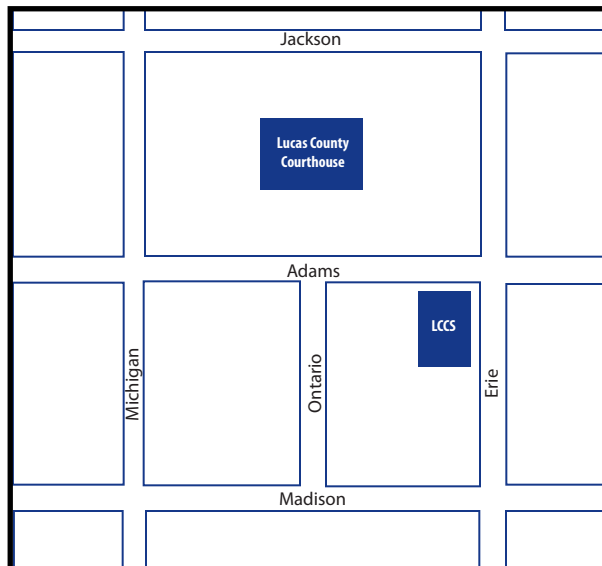 Jackson
Lucas County
Courthouse
Adams
LCCS
Michigan
Ontario
Erie
Madison